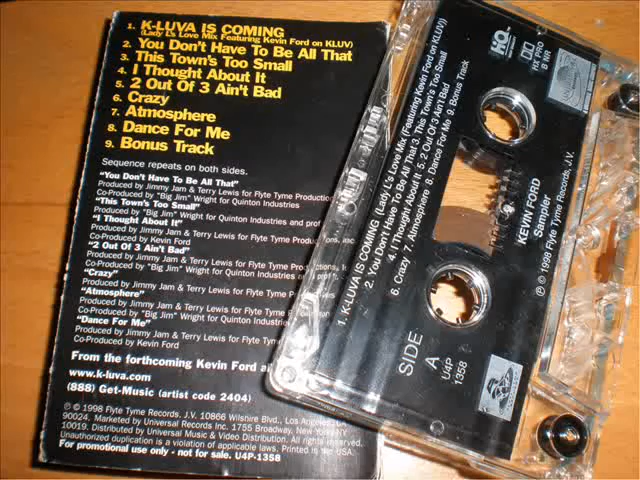 1. K-LUVA IS COMING
(Lady L's Love Mix Featuring Kevin Ford on KLUV)
2. You Don't Have To Be All That
3. This Town's Too Small
4. I Thought About It
5. 2 Out Of 3 Ain't Bad
6. Crazy
7. Atmosphere
8. Dance For Me
9. Bonus Track
Sequence repeats on both sides.
"You Don't Have To Be All That"
Produced by Jimmy Jam & Terry Lewis for Flyte Tyme Productions,
Co-Produced by "Big Jim" Wright for Quinton Industries
"This Town's Too Small"
Produced by "Big Jim" Wright for Quinton Industries and
"I Thought About It"
Produced by Jimmy Jam & Terry Lewis for Flyte Tyme Productions, Inc.
Co-Produced by Kevin Ford
"2 Out Of 3 Ain't Bad"
Produced by Jimmy Jam & Terry Lewis for Flyte Tyme Productions,
Co-Produced by "Big Jim" Wright for Quinton Industries
"Crazy"
Produced by Jimmy Jam & Terry Lewis for
"Atmosphere"
Produced by Jimmy Jam & Terry Lewis for Flyte
Co-Produced by "Big Jim" Wright for Quinton Industries
"Dance For Me"
Produced by Jimmy Jam & Terry Lewis for Flyte Tyme
Co-Produced by Kevin Ford
From the forthcoming Kevin Ford
www.k-luva.com
(888) Get-Music (artist code 2404)
℗ © 1998 Flyte Tyme Records, J.V. 10866 Wilshire Blvd., Los Angeles, CA
90024. Marketed by Universal Records Inc. 1755 Broadway, New York, NY
10019. Distributed by Universal Music & Video Distribution. All rights reserved.
Unauthorized duplication is a violation of applicable laws. Printed in the USA.
For promotional use only - not for sale. U4P-1358
HQ
HX PRO
B NR
1. K-LUVA IS COMING (Lady L's Love Mix (Featuring Kevin Ford on KLUV))
2. You Don't Have To Be All That 3. This Town's Too Small
4. I Thought About It 5. 2 Out Of 3 Ain't Bad
6. Crazy 7. Atmosphere 8. Dance For Me 9. Bonus Track
KEVIN FORD
Sampler
℗ © 1998 Flyte Tyme Records, J.V.
SIDE A
U4P
1358